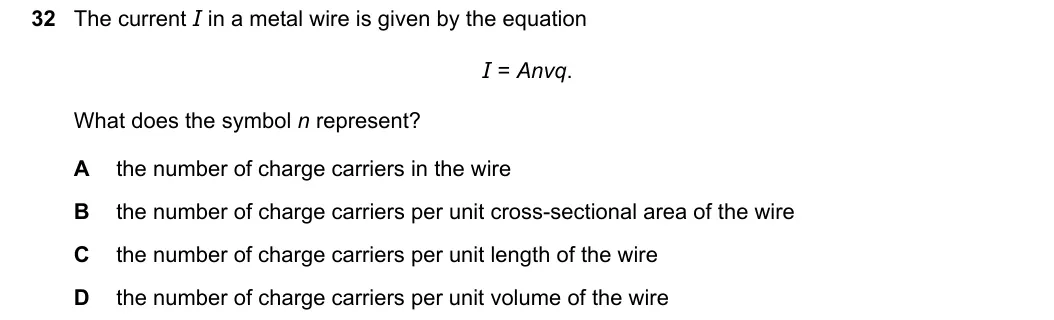 32 The current I in a metal wire is given by the equation
I = Anvq.
What does the symbol n represent?
A the number of charge carriers in the wire
B the number of charge carriers per unit cross-sectional area of the wire
C the number of charge carriers per unit length of the wire
D the number of charge carriers per unit volume of the wire